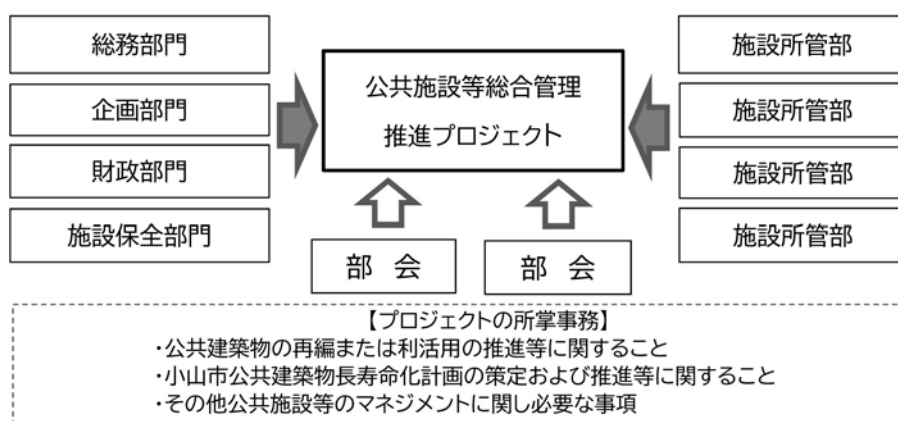 総務部門
企画部門
財政部門
施設保全部門
公共施設等総合管理
推進プロジェクト
施設所管部
施設所管部
施設所管部
施設所管部
部 会
部 会
【プロジェクトの所掌事務】
・公共建築物の再編または利活用の推進等に関すること
・小山市公共建築物長寿命化計画の策定および推進等に関すること
・その他公共施設等のマネジメントに関し必要な事項